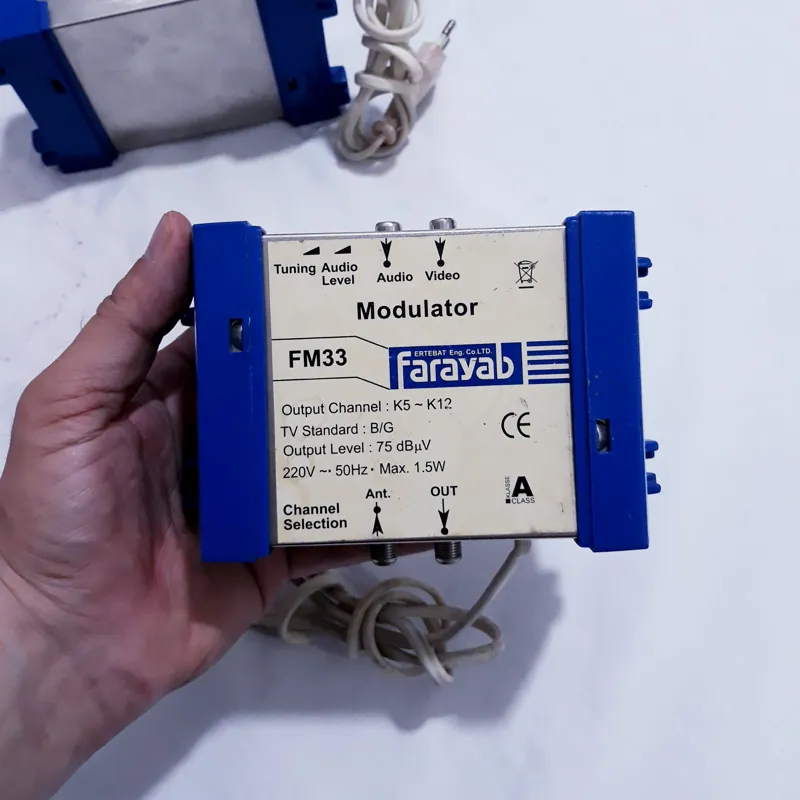 Tuning
Audio Level
Audio
Video
Modulator
FM33
ERTEBAT Eng. Co.LTD.
Farayab
Output Channel : K5 ~ K12
TV Standard : B/G
Output Level : 75 dBµV
220V ~· 50Hz · Max. 1.5W
CE
Ant.
OUT
Channel
Selection
KLASSE
A
CLASS